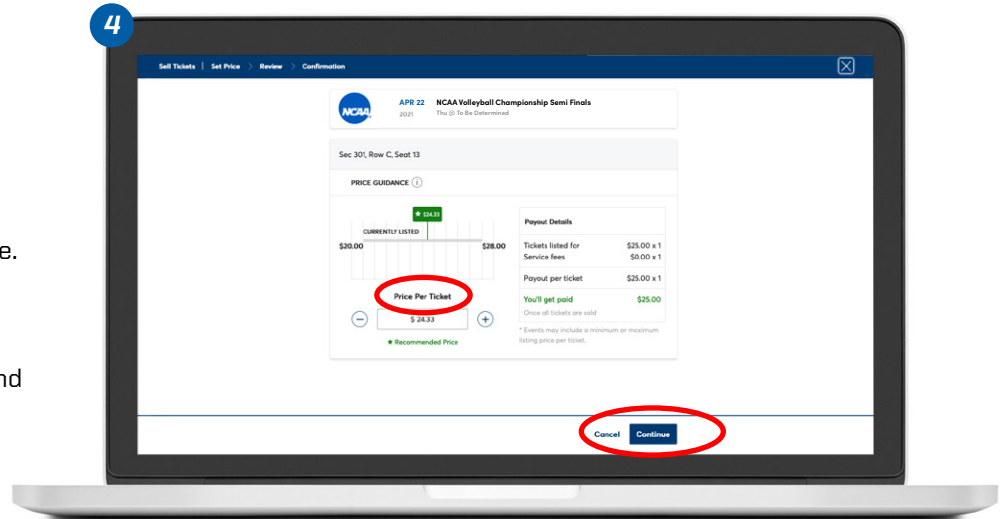 4
Sell Tickets | Set Price > Review > Confirmation
NCAA
APR 22 NCAA Volleyball Championship Semi Finals
2021 Thu @ To Be Determined
Sec 301, Row C, Seat 13
PRICE GUIDANCE i
★ $24.33
CURRENTLY LISTED
$20.00 $28.00
Price Per Ticket
− $ 24.33 +
★ Recommended Price
Payout Details
Tickets listed for $25.00 x 1
Service fees $0.00 x 1
Payout per ticket $25.00 x 1
You'll get paid $25.00
Once all tickets are sold
* Events may include a minimum or maximum
listing price per ticket.
e.
nd
Cancel Continue